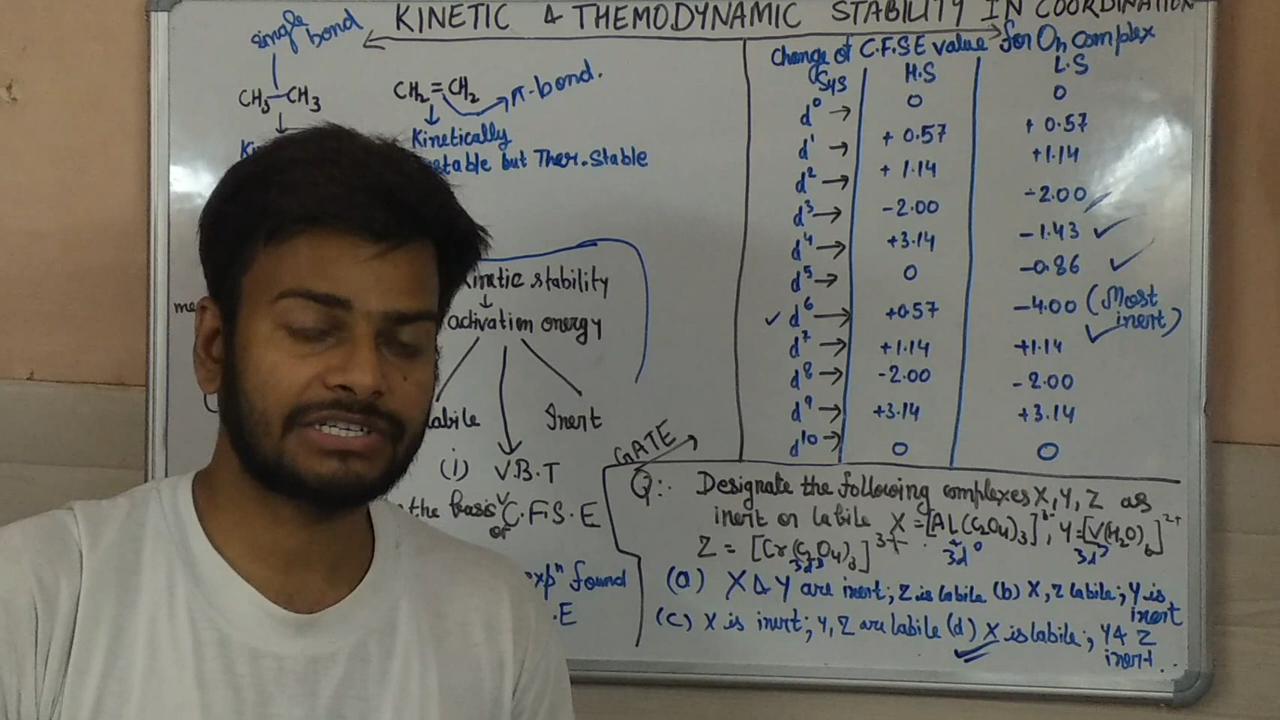 KINETIC & THEMODYNAMIC STABILITY IN COORDINATION
single bond
CH3-CH3
CH2=CH2
π-bond.
Kinetically
stable but Ther. Stable
Kinetic stability
activation energy
labile
Inert
(i) V.B.T
the basis C.F.S.E
or
expn found
.E
Change of C.F.S.E value for Oh complex
Sys H.S L.S
d0 → 0 0
d1 → + 0.57 + 0.57
d2 → + 1.14 +1.14
d3 → -2.00 -2.00
d4 → +3.14 -1.43 ✓
d5 → 0 -0.86 ✓
✓ d6 → +0.57 -4.00 (Most inert)
d7 → +1.14 +1.14
d8 → -2.00 -2.00
d9 → +3.14 +3.14
d10 → 0 0
GATE
Q:- Designate the following complexes X, Y, Z as
inert or labile X = [AL(C2O4)3]3-, Y = [V(H2O)6]2+
Z = [Cr(C2O4)3]3+ 3d0 3d3
3d3
(a) X & Y are inert; Z is labile (b) X, Z labile; Y is inert
(c) X is inert; Y, Z are labile (d) X is labile; Y & Z inert.